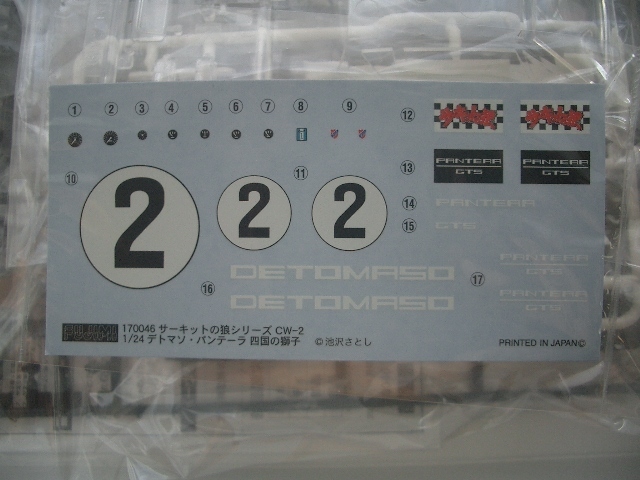 ① ② ③ ④ ⑤ ⑥ ⑦ ⑧ ⑨
⑩ 2
⑪ 2 2
⑫
⑬ PANTERA GTS PANTERA GTS
⑭ PANTERA
⑮ GTS
⑯ DETOMASO
DETOMASO
⑰ PANTERA GTS
PANTERA GTS
170046 サーキットの狼シリーズ CW-2
1/24 デトマソ・パンテーラ 四国の獅子 ©池沢さとし
PRINTED IN JAPAN©